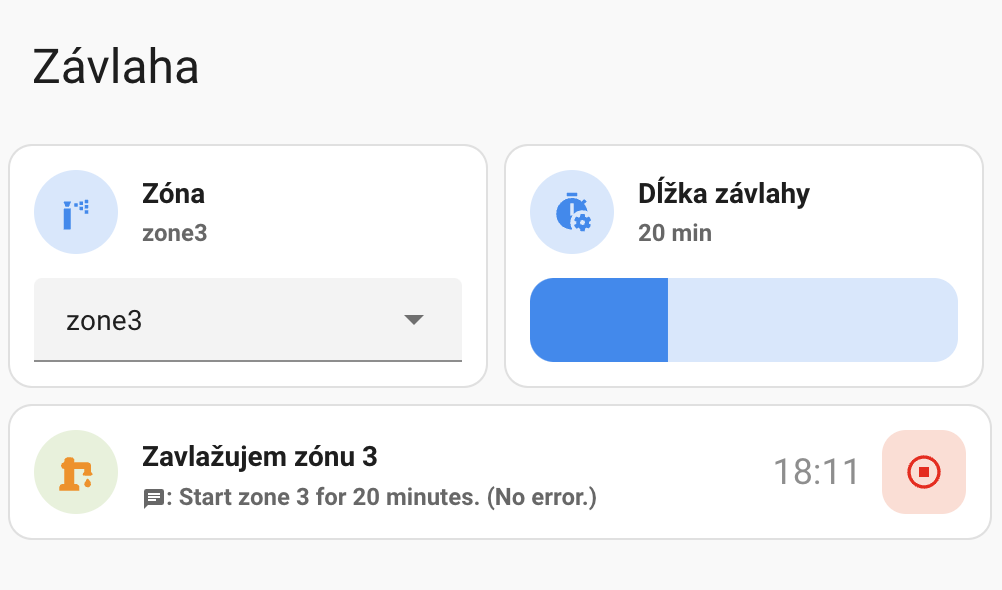 Závlaha
Zóna
zone3
zone3
Dĺžka závlahy
20 min
Zavlažujem zónu 3
: Start zone 3 for 20 minutes. (No error.)
18:11